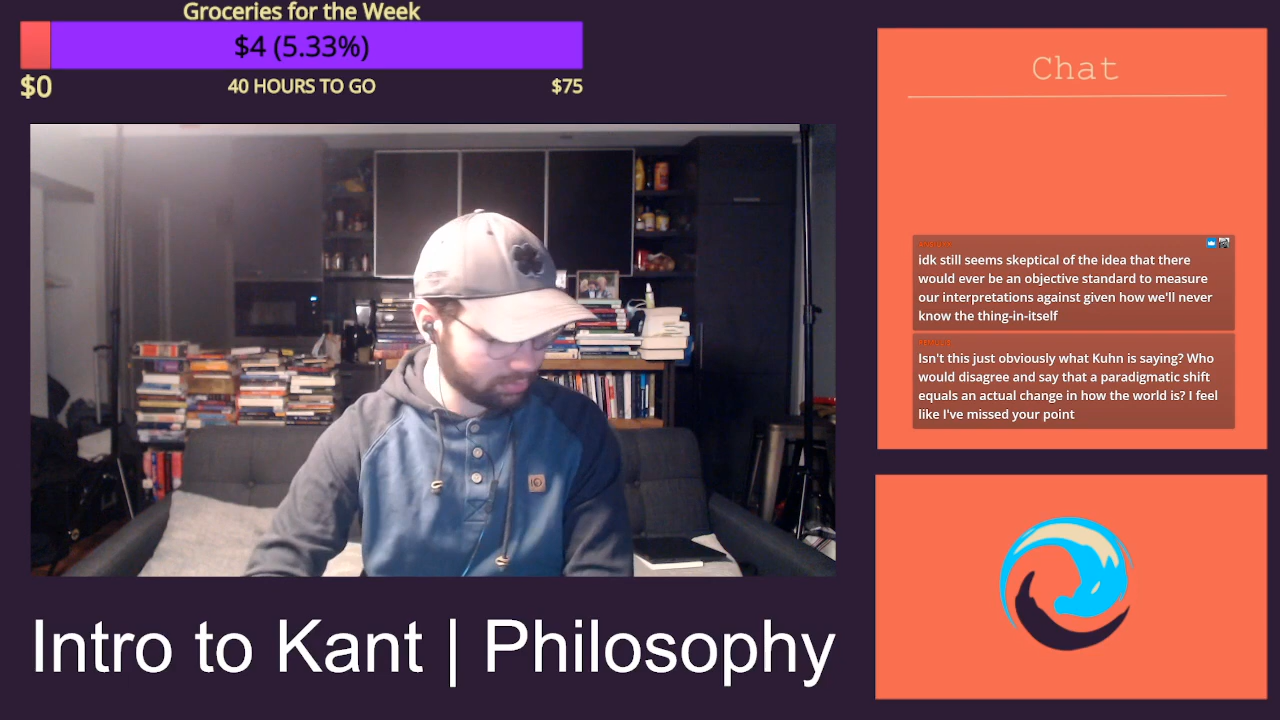 Groceries for the Week
$4 (5.33%)
$0
40 HOURS TO GO
$75
Chat
idk still seems skeptical of the idea that there
would ever be an objective standard to measure
our interpretations against given how we'll never
know the thing-in-itself
Isn't this just obviously what Kuhn is saying? Who
would disagree and say that a paradigmatic shift
equals an actual change in how the world is? I feel
like I've missed your point
Intro to Kant | Philosophy